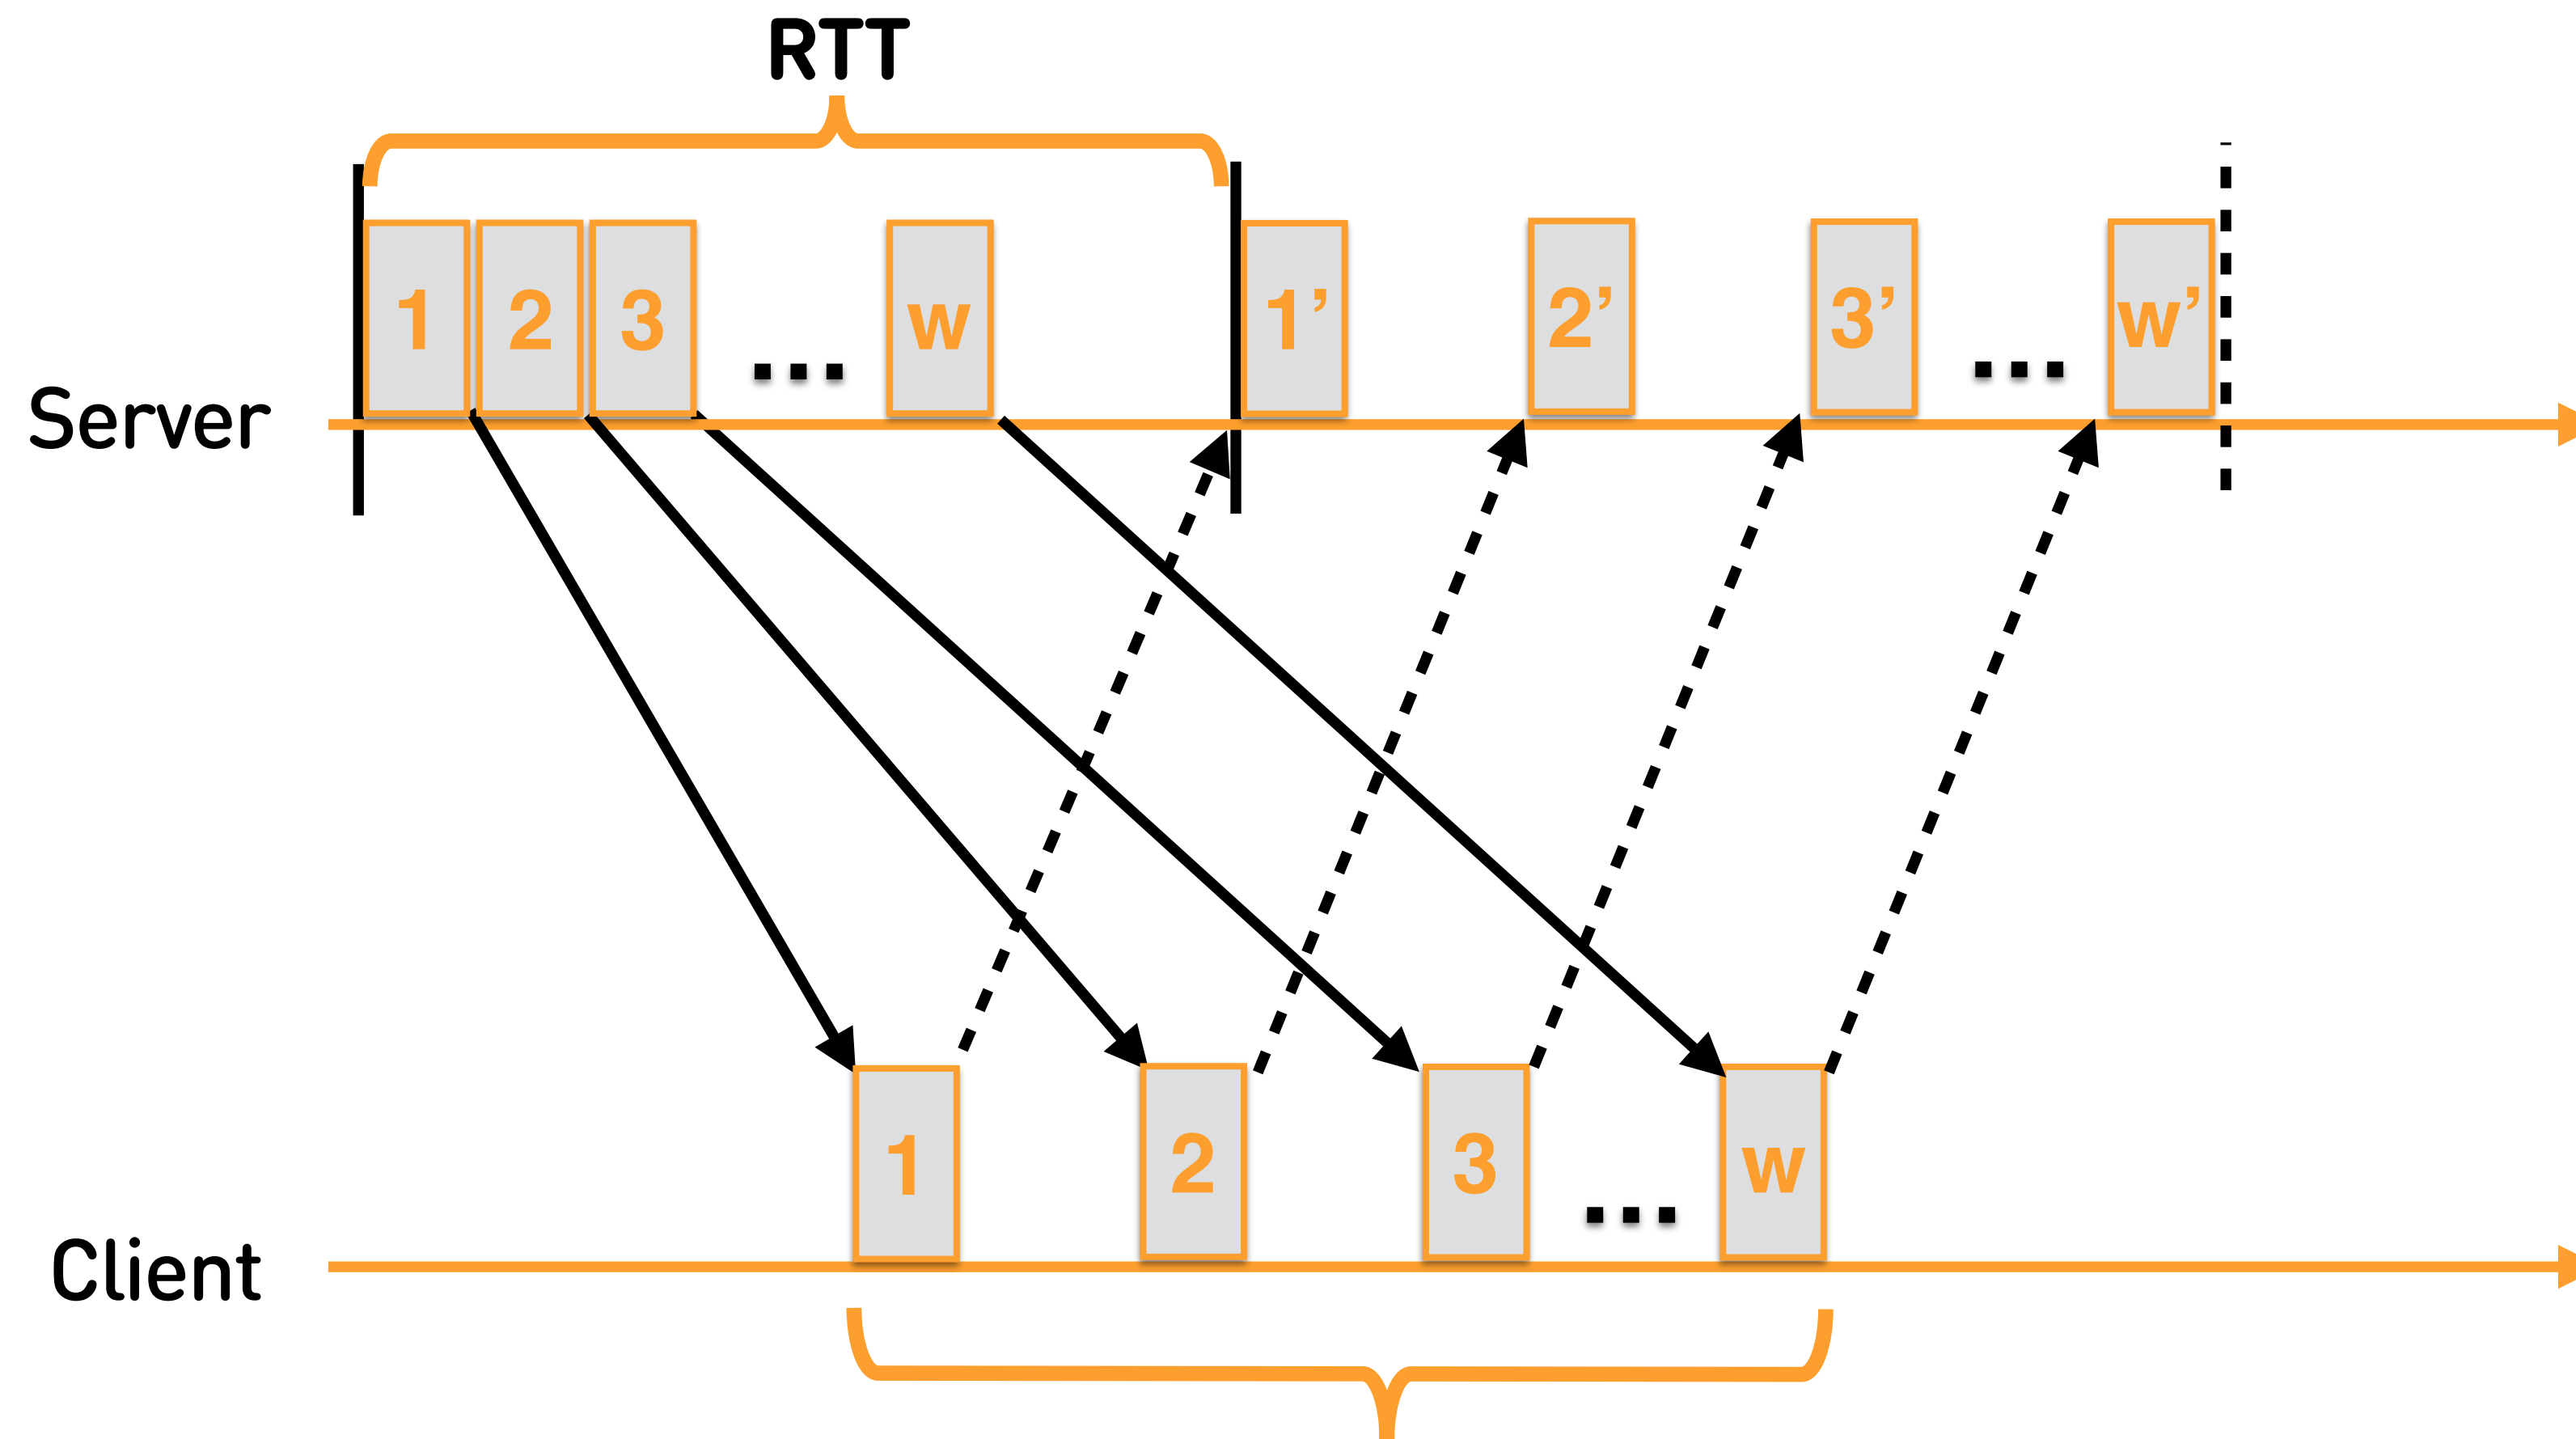 RTT
1 2 3 ... w 1’ 2’ 3’ ... w’
Server
1 2 3 ... w
Client